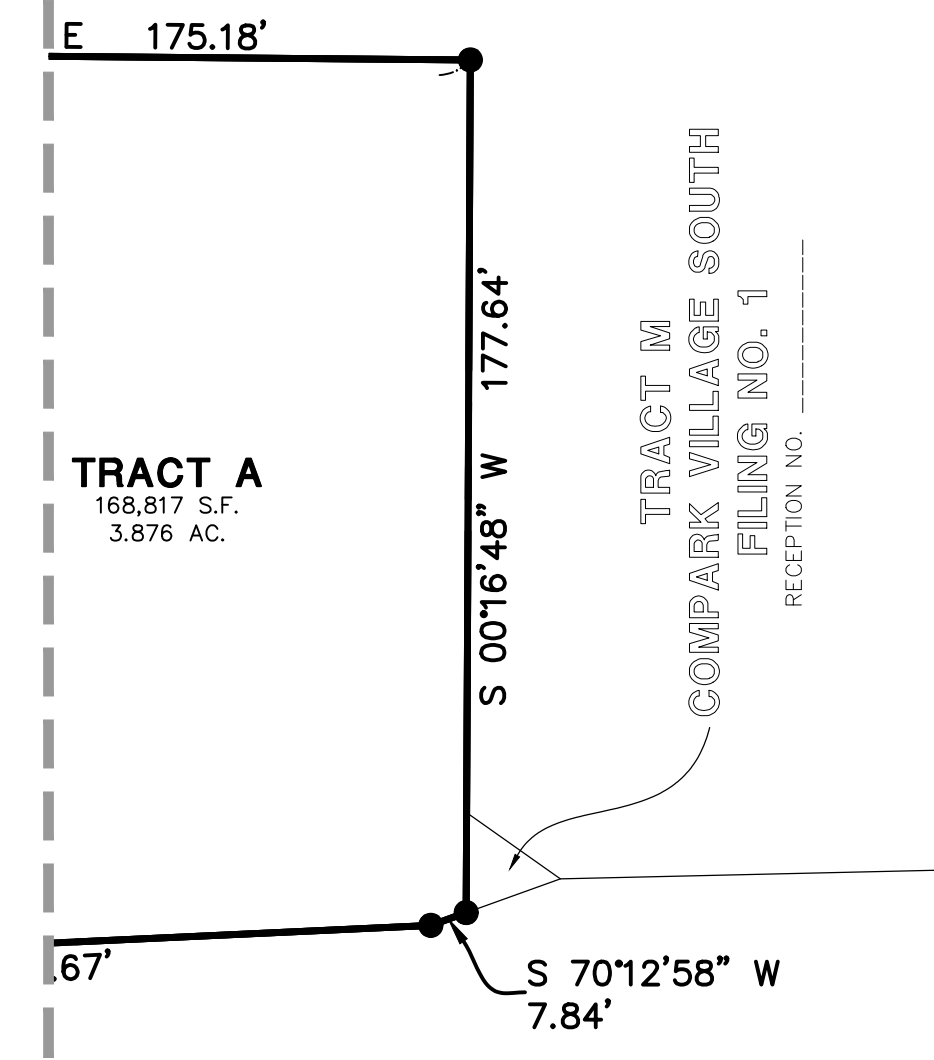 E 175.18'
S 00°16'48" W 177.64'
TRACT M
COMPARK VILLAGE SOUTH
FILING NO. 1
RECEPTION NO. ___________
TRACT A
168,817 S.F.
3.876 AC.
.67'
S 70°12'58" W
7.84'